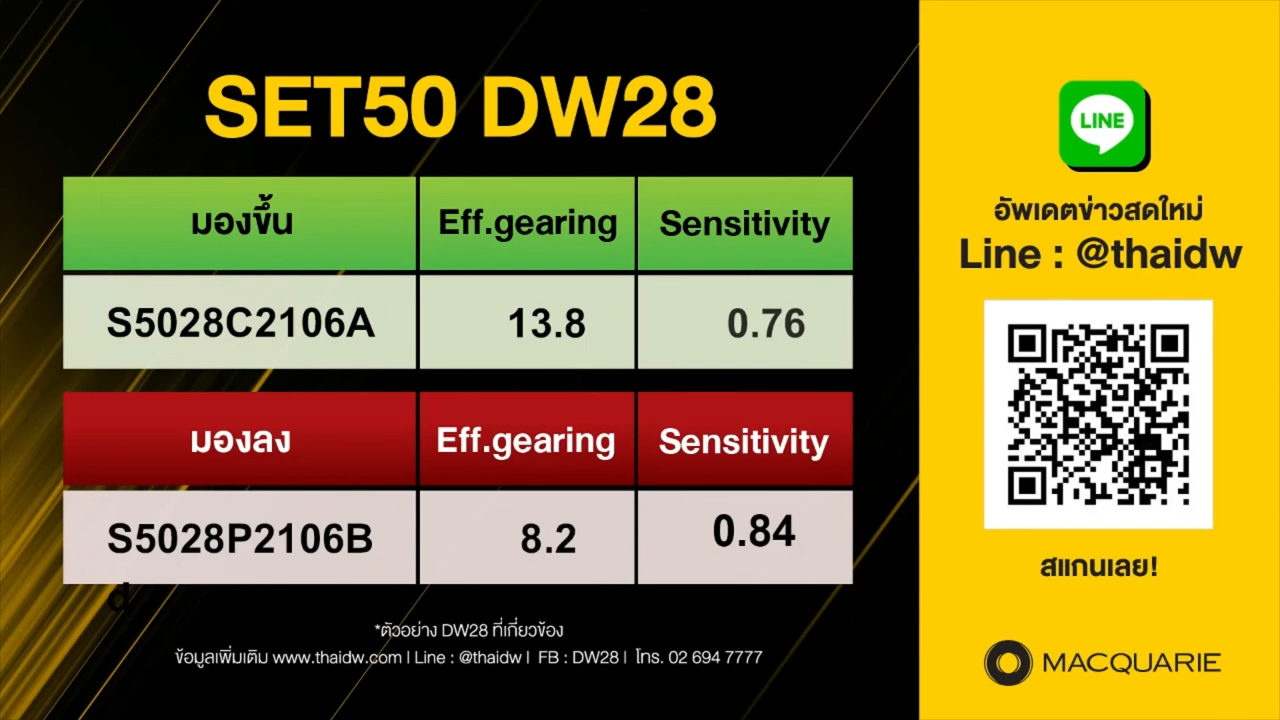 SET50 DW28
มองขึ้น Eff.gearing Sensitivity
S5028C2106A 13.8 0.76
มองลง Eff.gearing Sensitivity
S5028P2106B 8.2 0.84
d
*ตัวอย่าง DW28 ที่เกี่ยวข้อง
ข้อมูลเพิ่มเติม www.thaidw.com | Line : @thaidw | FB : DW28 | โทร. 02 694 7777
LINE
อัพเดตข่าวสดใหม่
Line : @thaidw
สแกนเลย!
MACQUARIE